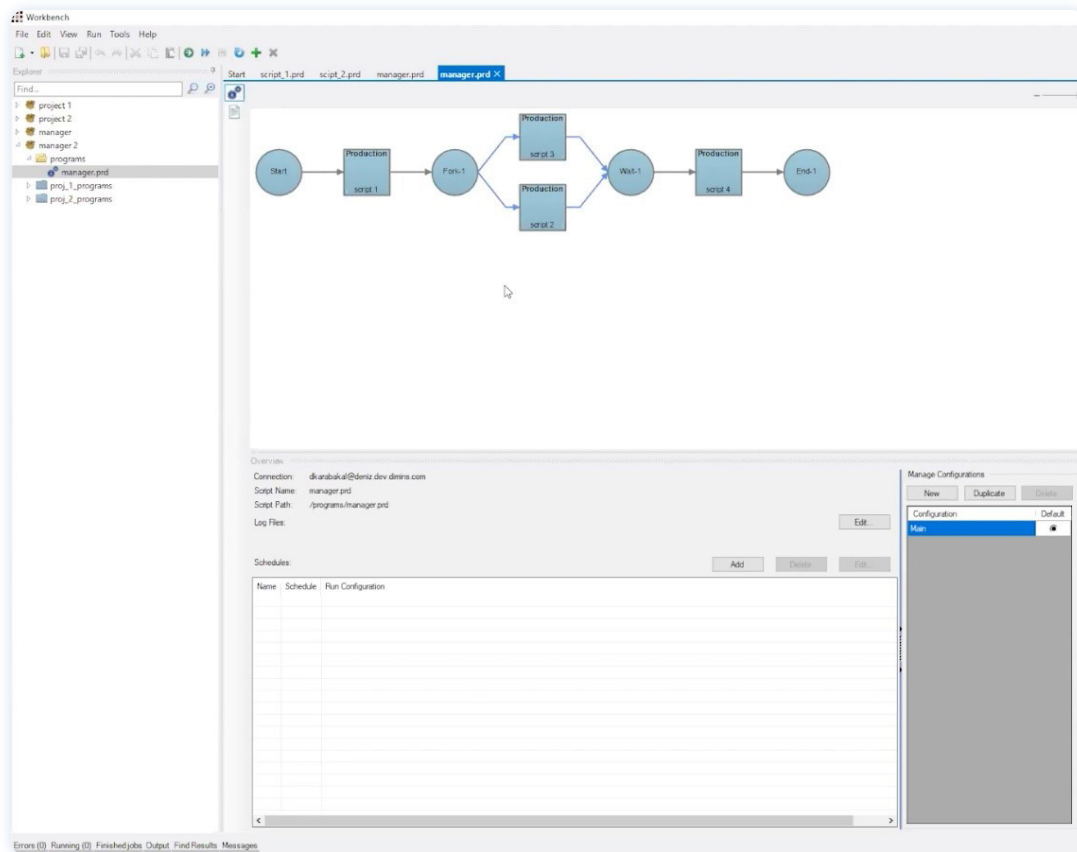 Workbench
File Edit View Run Tools Help
Explorer
Start script_1.prd scipt_2.prd manager.prd manager.prd
Find...
project 1
project 2
manager
manager 2
programs
manager.prd
proj_1_programs
proj_2_programs
Start
Production
script 1
Fork-1
Production
script 3
Production
script 2
Wait-1
Production
script 4
End-1
Overview
Connection: dkarabakal@deniz.dev.dimins.com
Script Name: manager.prd
Script Path: /programs/manager.prd
Log Files: Edit...
Schedules: Add Delete Edit...
Name Schedule Run Configuration
Manage Configurations
New Duplicate Delete
Configuration Default
Main
Errors (0) Running (0) Finished jobs Output Find Results Messages